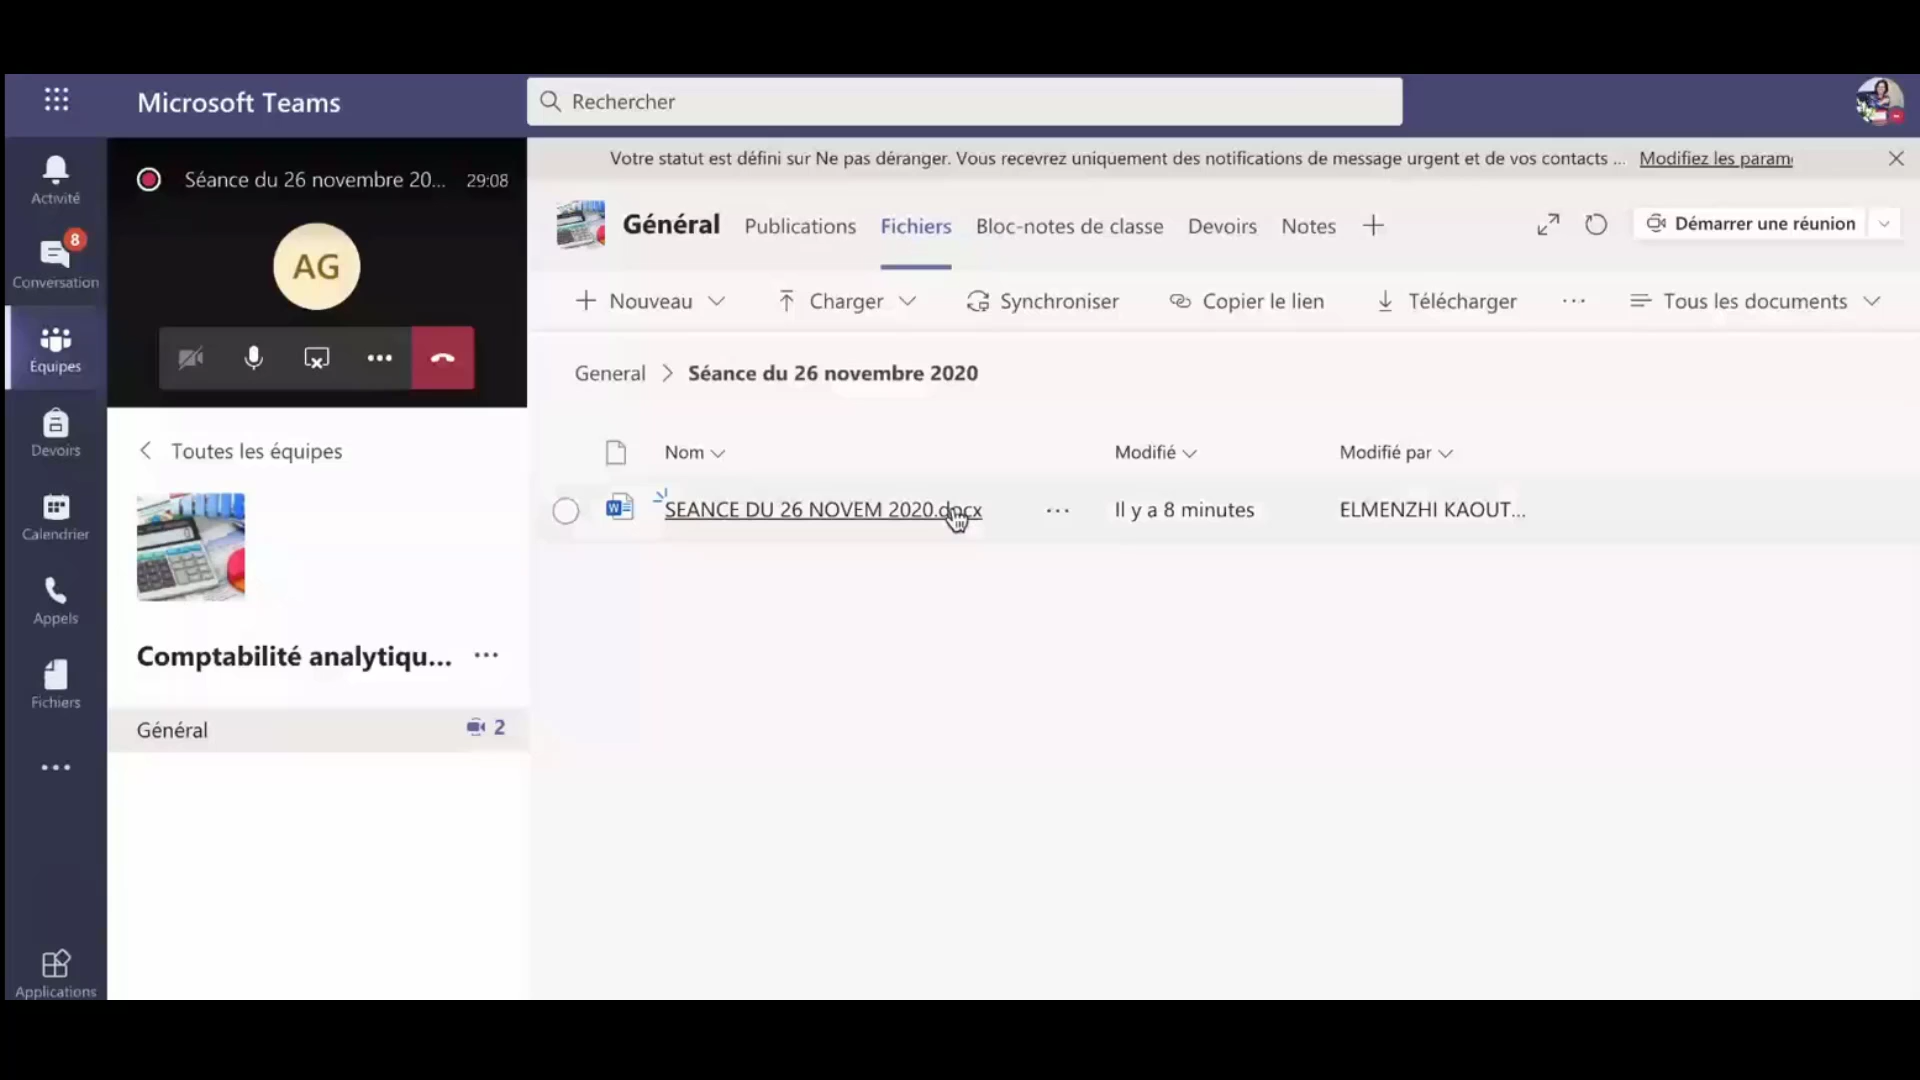 Microsoft Teams
Rechercher
Votre statut est défini sur Ne pas déranger. Vous recevrez uniquement des notifications de message urgent et de vos contacts ... Modifiez les param
Activité
8
Conversation
Équipes
Devoirs
Calendrier
Appels
Fichiers
Applications
Séance du 26 novembre 20... 29:08
AG
Toutes les équipes
Comptabilité analytiqu... ...
Général 2
Général Publications Fichiers Bloc-notes de classe Devoirs Notes + Démarrer une réunion
+ Nouveau Charger Synchroniser Copier le lien Télécharger ... Tous les documents
General > Séance du 26 novembre 2020
Nom Modifié Modifié par
W SEANCE DU 26 NOVEM 2020.docx ... Il y a 8 minutes ELMENZHI KAOUT...